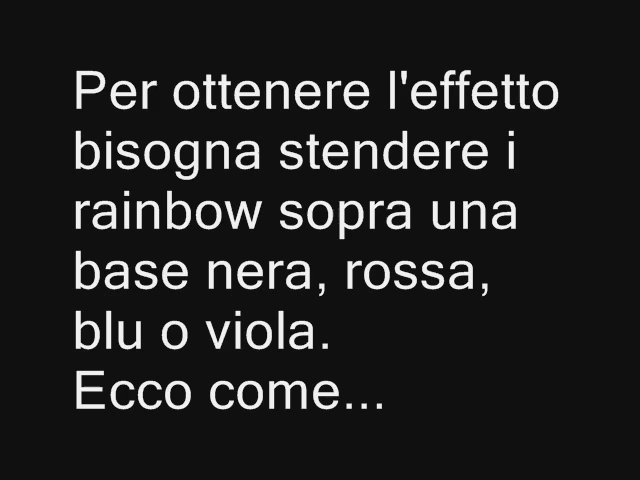 Per ottenere l'effetto
bisogna stendere i
rainbow sopra una
base nera, rossa,
blu o viola.
Ecco come...